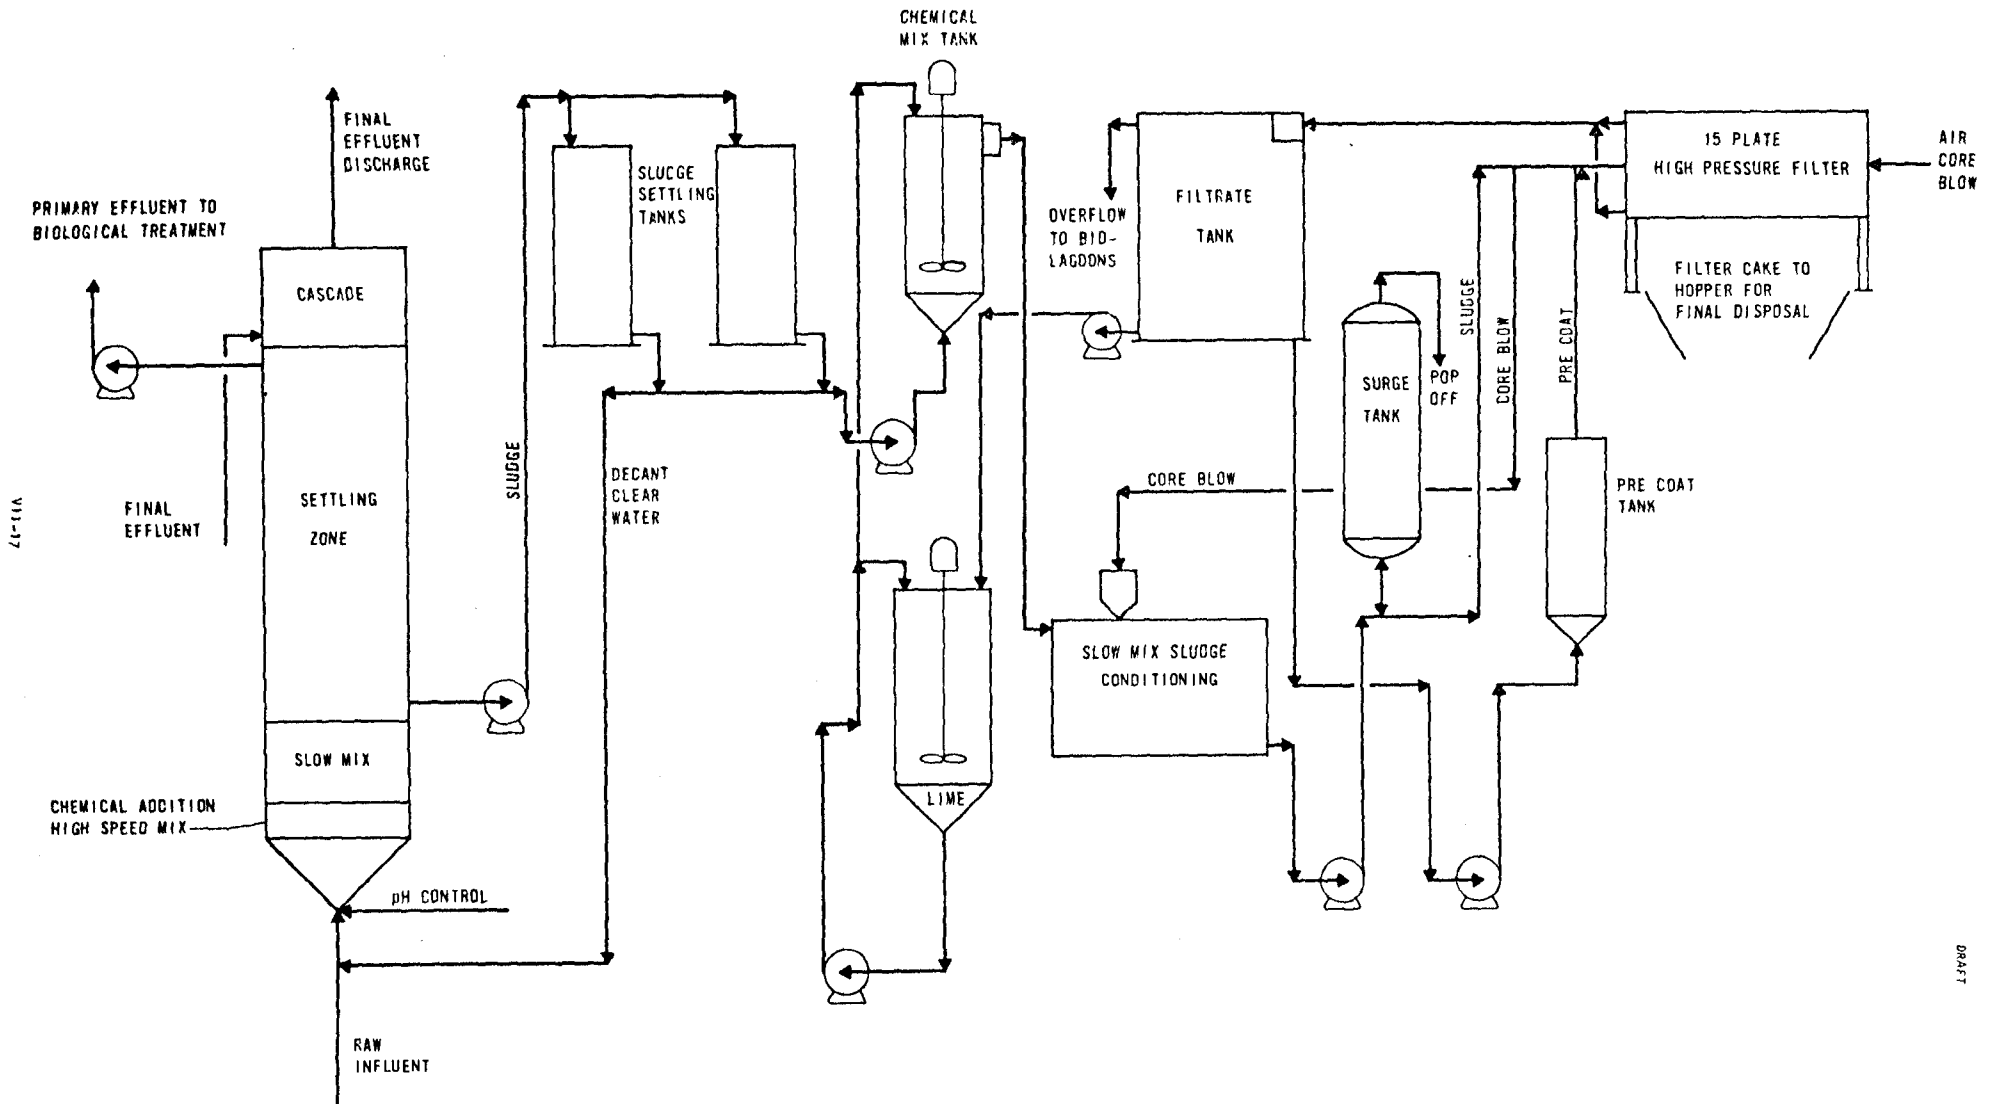 CHEMICAL
MIX TANK
FINAL
EFFLUENT
DISCHARGE
PRIMARY EFFLUENT TO
BIOLOGICAL TREATMENT
CASCADE
SLUDGE
SETTLING
TANKS
FILTRATE
TANK
OVERFLOW
TO BIO-
LAGOONS
15 PLATE
HIGH PRESSURE FILTER
AIR
CORE
BLOW
FILTER CAKE TO
HOPPER FOR
FINAL DISPOSAL
SLUDGE
CORE BLOW
PRE COAT
SURGE
TANK
POP
OFF
SETTLING
ZONE
FINAL
EFFLUENT
SLUDGE
DECANT
CLEAR
WATER
CORE BLOW
PRE COAT
TANK
SLOW MIX SLUDGE
CONDITIONING
SLOW MIX
CHEMICAL ADDITION
HIGH SPEED MIX
LIME
pH CONTROL
RAW
INFLUENT
DRAFT